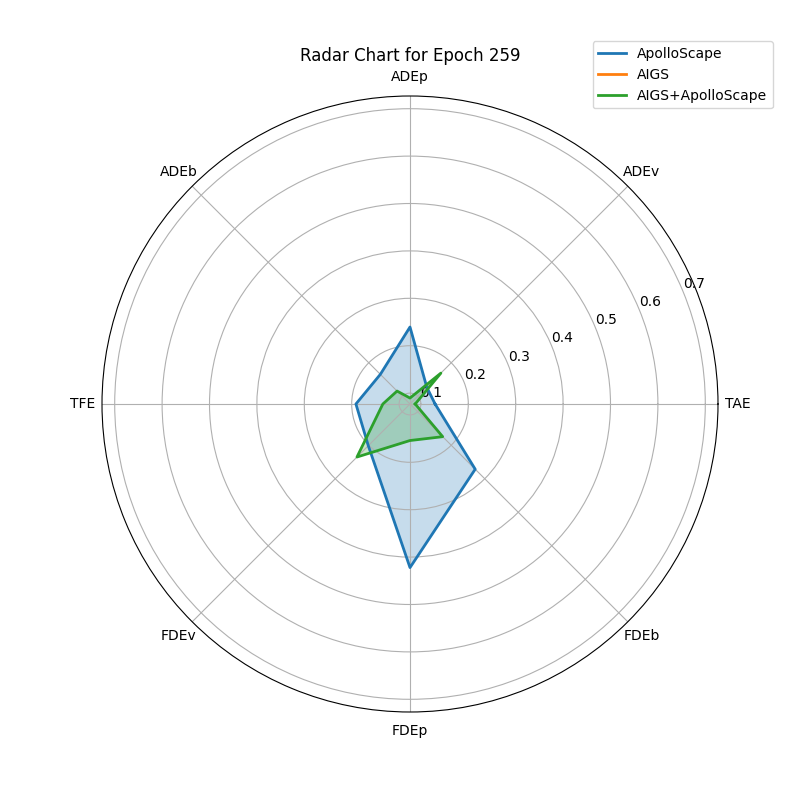 Radar Chart for Epoch 259
ApolloScape
AIGS
AIGS+ApolloScape
ADEp
ADEb
ADEv
0.7
0.6
0.5
0.4
0.3
0.2
0.1
TFE
TAE
FDEv
FDEb
FDEp